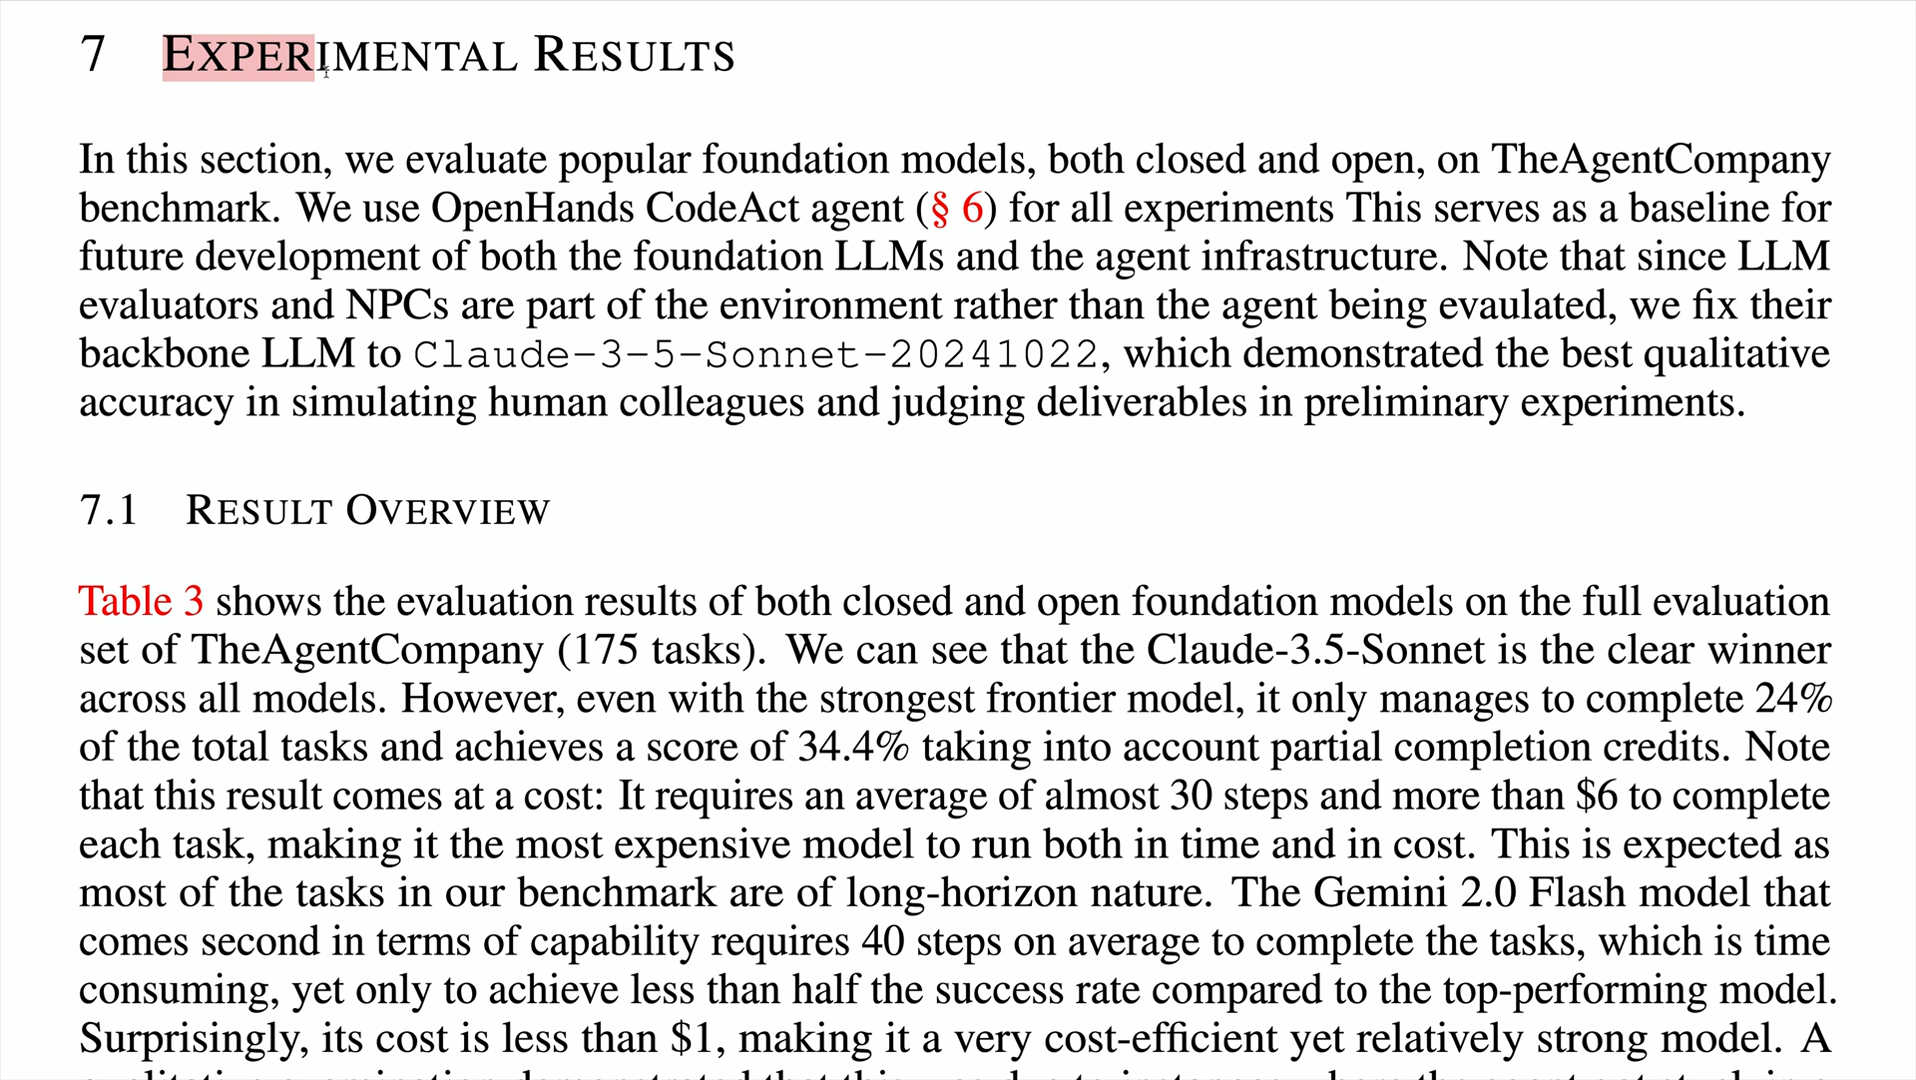 7 EXPERIMENTAL RESULTS
In this section, we evaluate popular foundation models, both closed and open, on TheAgentCompany
benchmark. We use OpenHands CodeAct agent (§ 6) for all experiments This serves as a baseline for
future development of both the foundation LLMs and the agent infrastructure. Note that since LLM
evaluators and NPCs are part of the environment rather than the agent being evaulated, we fix their
backbone LLM to Claude-3-5-Sonnet-20241022, which demonstrated the best qualitative
accuracy in simulating human colleagues and judging deliverables in preliminary experiments.
7.1 RESULT OVERVIEW
Table 3 shows the evaluation results of both closed and open foundation models on the full evaluation
set of TheAgentCompany (175 tasks). We can see that the Claude-3.5-Sonnet is the clear winner
across all models. However, even with the strongest frontier model, it only manages to complete 24%
of the total tasks and achieves a score of 34.4% taking into account partial completion credits. Note
that this result comes at a cost: It requires an average of almost 30 steps and more than $6 to complete
each task, making it the most expensive model to run both in time and in cost. This is expected as
most of the tasks in our benchmark are of long-horizon nature. The Gemini 2.0 Flash model that
comes second in terms of capability requires 40 steps on average to complete the tasks, which is time
consuming, yet only to achieve less than half the success rate compared to the top-performing model.
Surprisingly, its cost is less than $1, making it a very cost-efficient yet relatively strong model. A